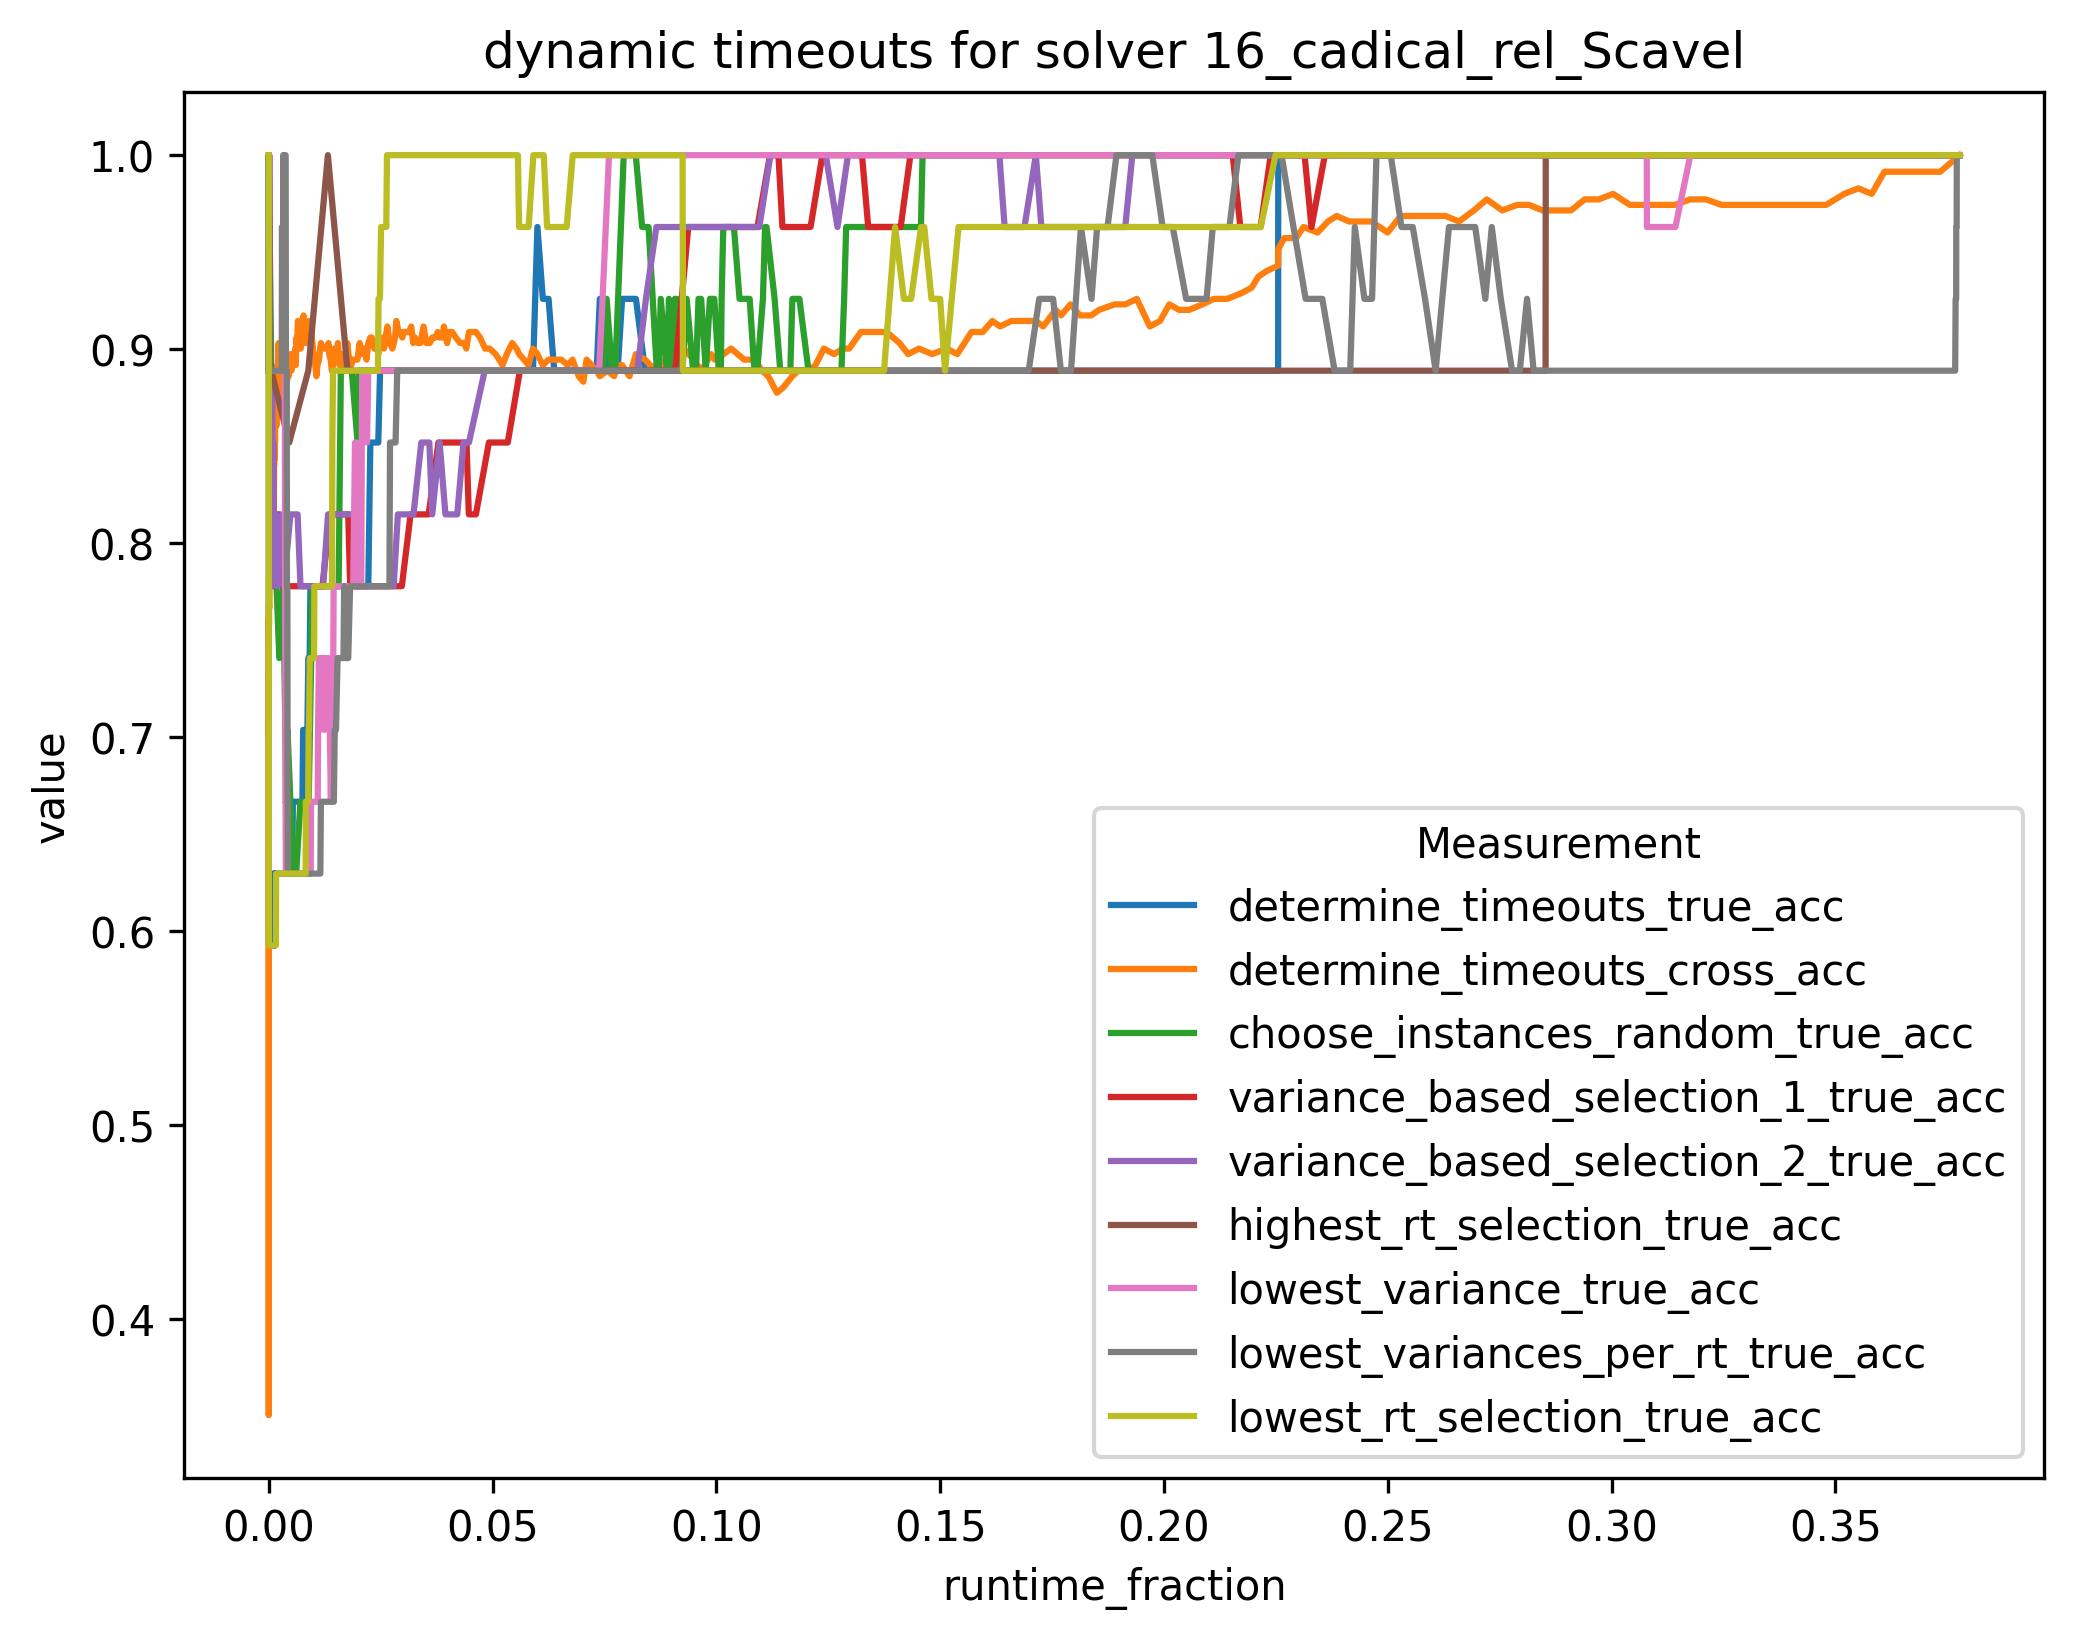 dynamic timeouts for solver 16_cadical_rel_Scavel
1.0
0.9
0.8
0.7
0.6
0.5
0.4
value
Measurement
determine_timeouts_true_acc
determine_timeouts_cross_acc
choose_instances_random_true_acc
variance_based_selection_1_true_acc
variance_based_selection_2_true_acc
highest_rt_selection_true_acc
lowest_variance_true_acc
lowest_variances_per_rt_true_acc
lowest_rt_selection_true_acc
0.00 0.05 0.10 0.15 0.20 0.25 0.30 0.35
runtime_fraction